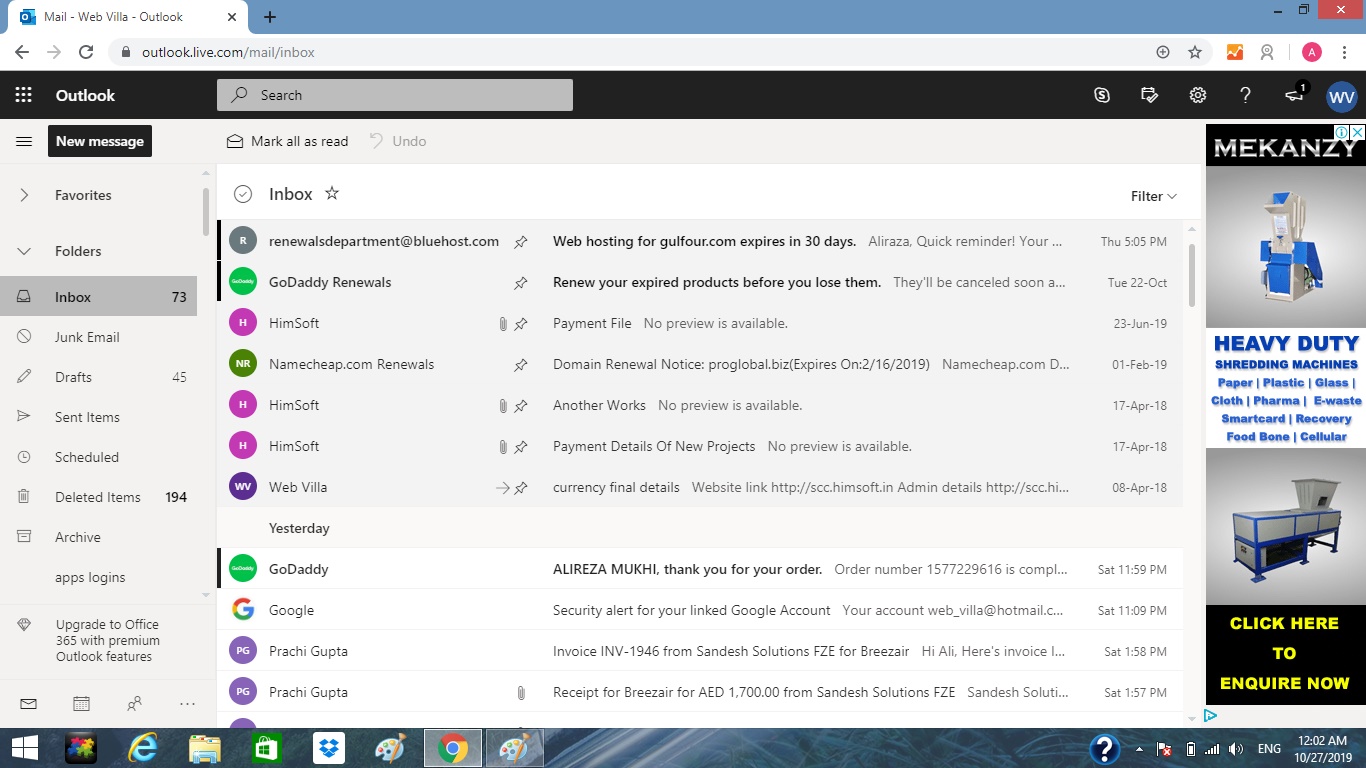 Mail - Web Villa - Outlook
outlook.live.com/mail/inbox
A
Outlook
Search
1
WV
New message
Mark all as read
Undo
Favorites
Folders
Inbox 73
Junk Email
Drafts 45
Sent Items
Scheduled
Deleted Items 194
Archive
apps logins
Upgrade to Office
365 with premium
Outlook features
Inbox
Filter
R renewalsdepartment@bluehost.com Web hosting for gulfour.com expires in 30 days. Aliraza, Quick reminder! Your ... Thu 5:05 PM
GoDaddy GoDaddy Renewals Renew your expired products before you lose them. They'll be canceled soon a... Tue 22-Oct
H HimSoft Payment File No preview is available. 23-Jun-19
NR Namecheap.com Renewals Domain Renewal Notice: proglobal.biz(Expires On:2/16/2019) Namecheap.com D... 01-Feb-19
H HimSoft Another Works No preview is available. 17-Apr-18
H HimSoft Payment Details Of New Projects No preview is available. 17-Apr-18
WV Web Villa currency final details Website link http://scc.himsoft.in Admin details http://scc.hi... 08-Apr-18
Yesterday
GoDaddy GoDaddy ALIREZA MUKHI, thank you for your order. Order number 1577229616 is compl... Sat 11:59 PM
G Google Security alert for your linked Google Account Your account web_villa@hotmail.c... Sat 11:09 PM
PG Prachi Gupta Invoice INV-1946 from Sandesh Solutions FZE for Breezair Hi Ali, Here's invoice I... Sat 1:58 PM
PG Prachi Gupta Receipt for Breezair for AED 1,700.00 from Sandesh Solutions FZE Sandesh Soluti... Sat 1:57 PM
MEKANZY
HEAVY DUTY
SHREDDING MACHINES
Paper | Plastic | Glass |
Cloth | Pharma | E-waste
Smartcard | Recovery
Food Bone | Cellular
CLICK HERE
TO
ENQUIRE NOW
ENG
12:02 AM
10/27/2019